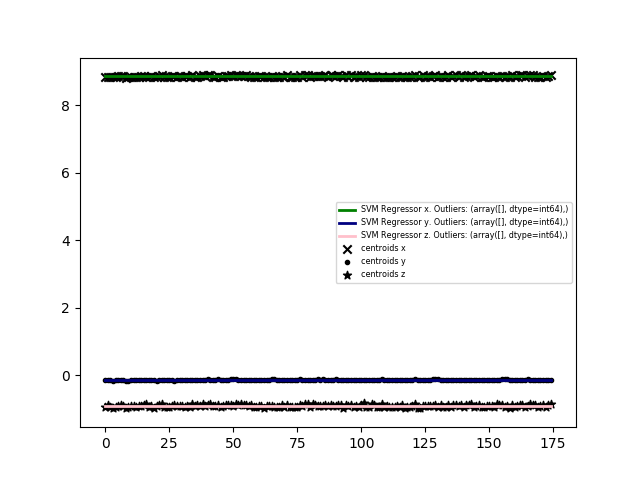 8
6
SVM Regressor x. Outliers: (array([], dtype=int64),)
SVM Regressor y. Outliers: (array([], dtype=int64),)
SVM Regressor z. Outliers: (array([], dtype=int64),)
4
centroids x
centroids y
centroids z
2
0
0 25 50 75 100 125 150 175